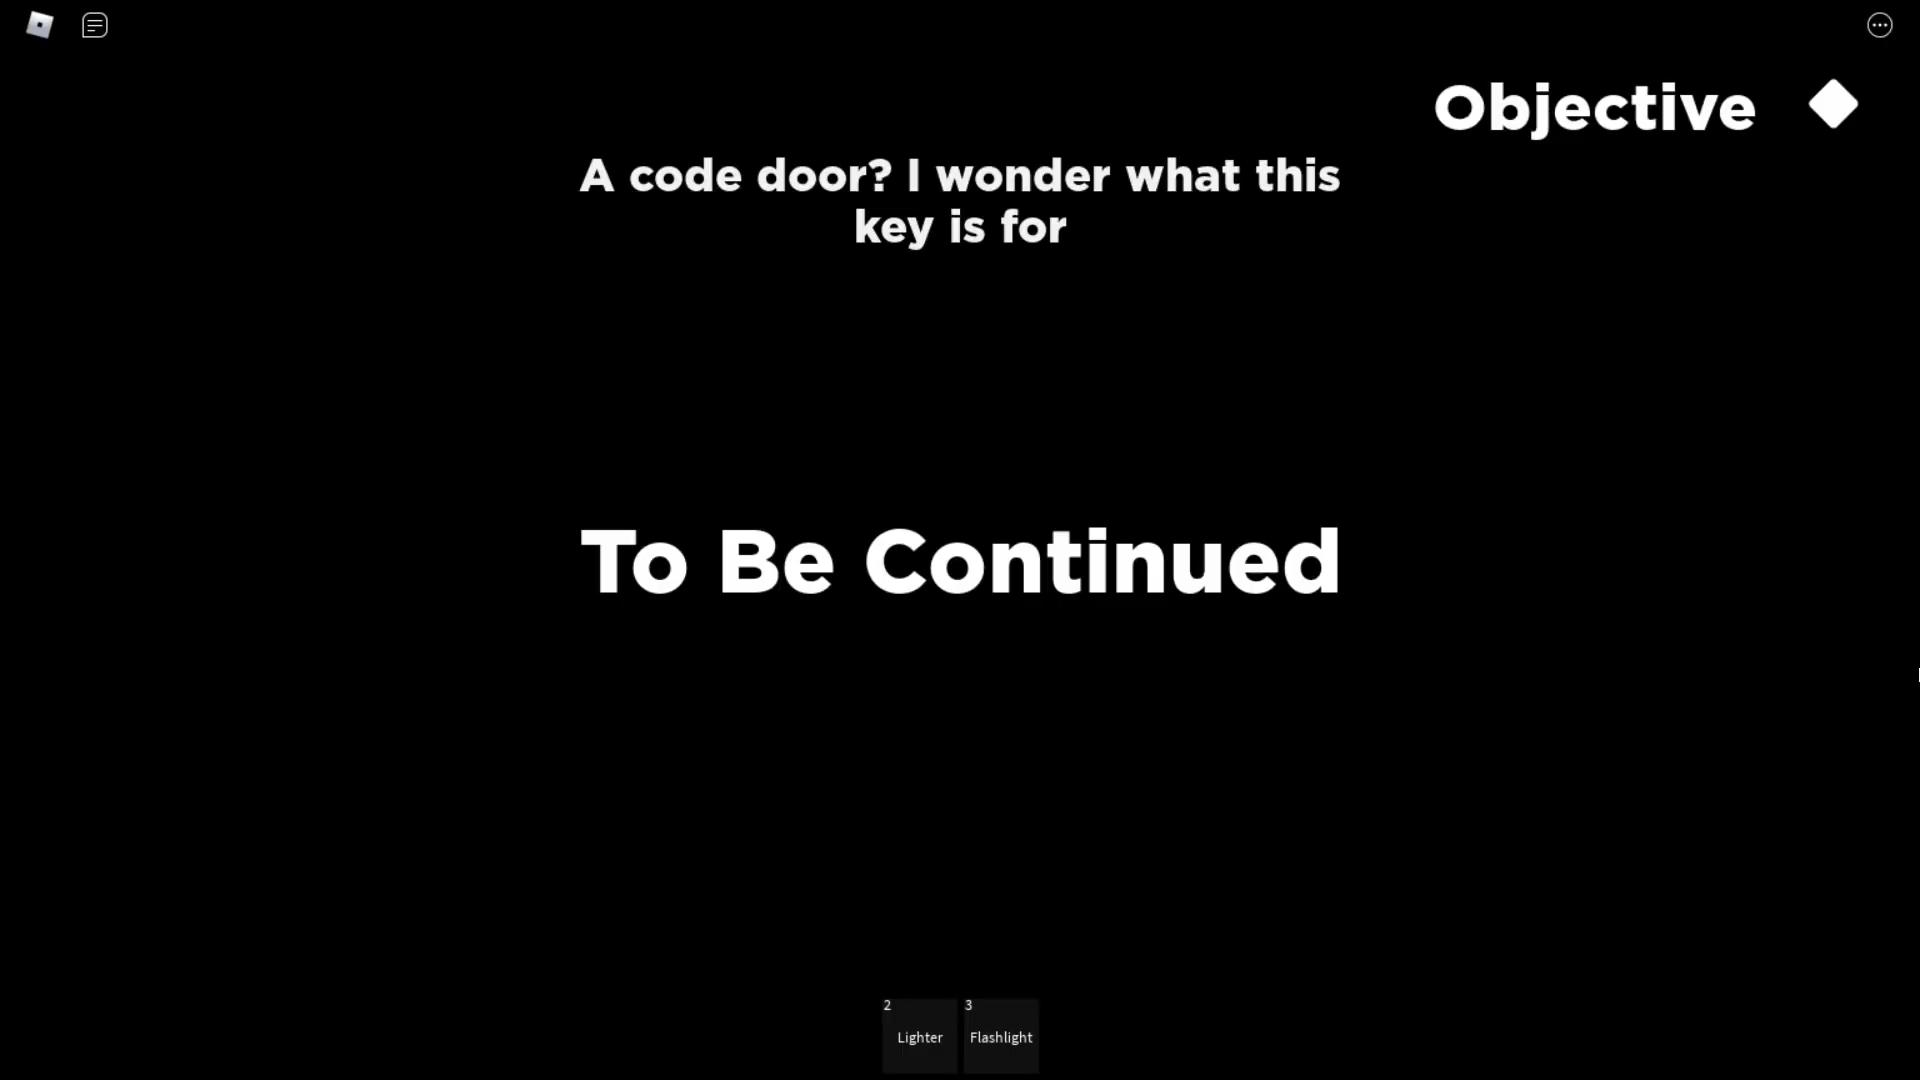 Objective
A code door? I wonder what this
key is for
To Be Continued
2
3
Lighter
Flashlight